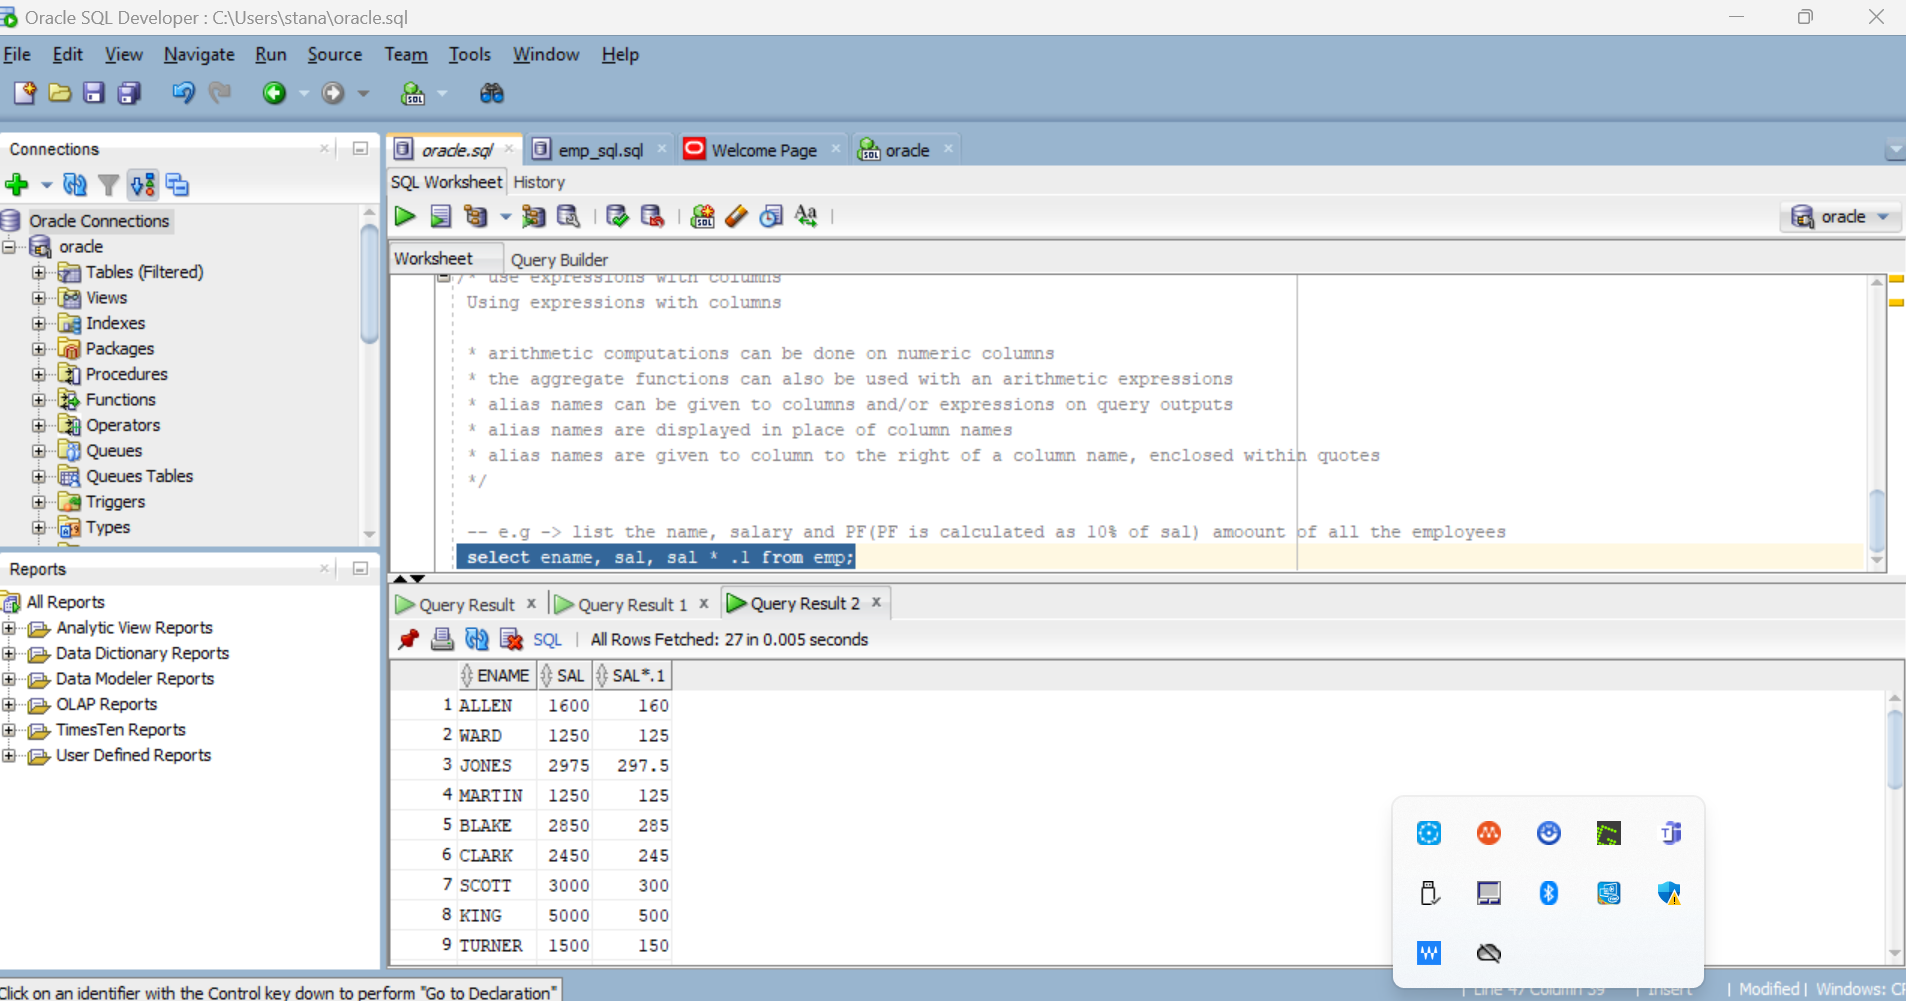 Oracle SQL Developer : C:\Users\stana\oracle.sql
File Edit View Navigate Run Source Team Tools Window Help
Connections
Oracle Connections
oracle
Tables (Filtered)
Views
Indexes
Packages
Procedures
Functions
Operators
Queues
Queues Tables
Triggers
Types
Reports
All Reports
Analytic View Reports
Data Dictionary Reports
Data Modeler Reports
OLAP Reports
TimesTen Reports
User Defined Reports
oracle.sql emp_sql.sql Welcome Page oracle
SQL Worksheet History
oracle
Worksheet Query Builder
/* use expressions with columns
Using expressions with columns
* arithmetic computations can be done on numeric columns
* the aggregate functions can also be used with an arithmetic expressions
* alias names can be given to columns and/or expressions on query outputs
* alias names are displayed in place of column names
* alias names are given to column to the right of a column name, enclosed within quotes
*/
-- e.g -> list the name, salary and PF(PF is calculated as 10% of sal) amoount of all the employees
select ename, sal, sal * .1 from emp;
Query Result x Query Result 1 x Query Result 2 x
SQL | All Rows Fetched: 27 in 0.005 seconds
ENAME SAL SAL*.1
1 ALLEN 1600 160
2 WARD 1250 125
3 JONES 2975 297.5
4 MARTIN 1250 125
5 BLAKE 2850 285
6 CLARK 2450 245
7 SCOTT 3000 300
8 KING 5000 500
9 TURNER 1500 150
Click on an identifier with the Control key down to perform "Go to Declaration"
Line 47 Column 39 | Insert | Modified | Windows: CR